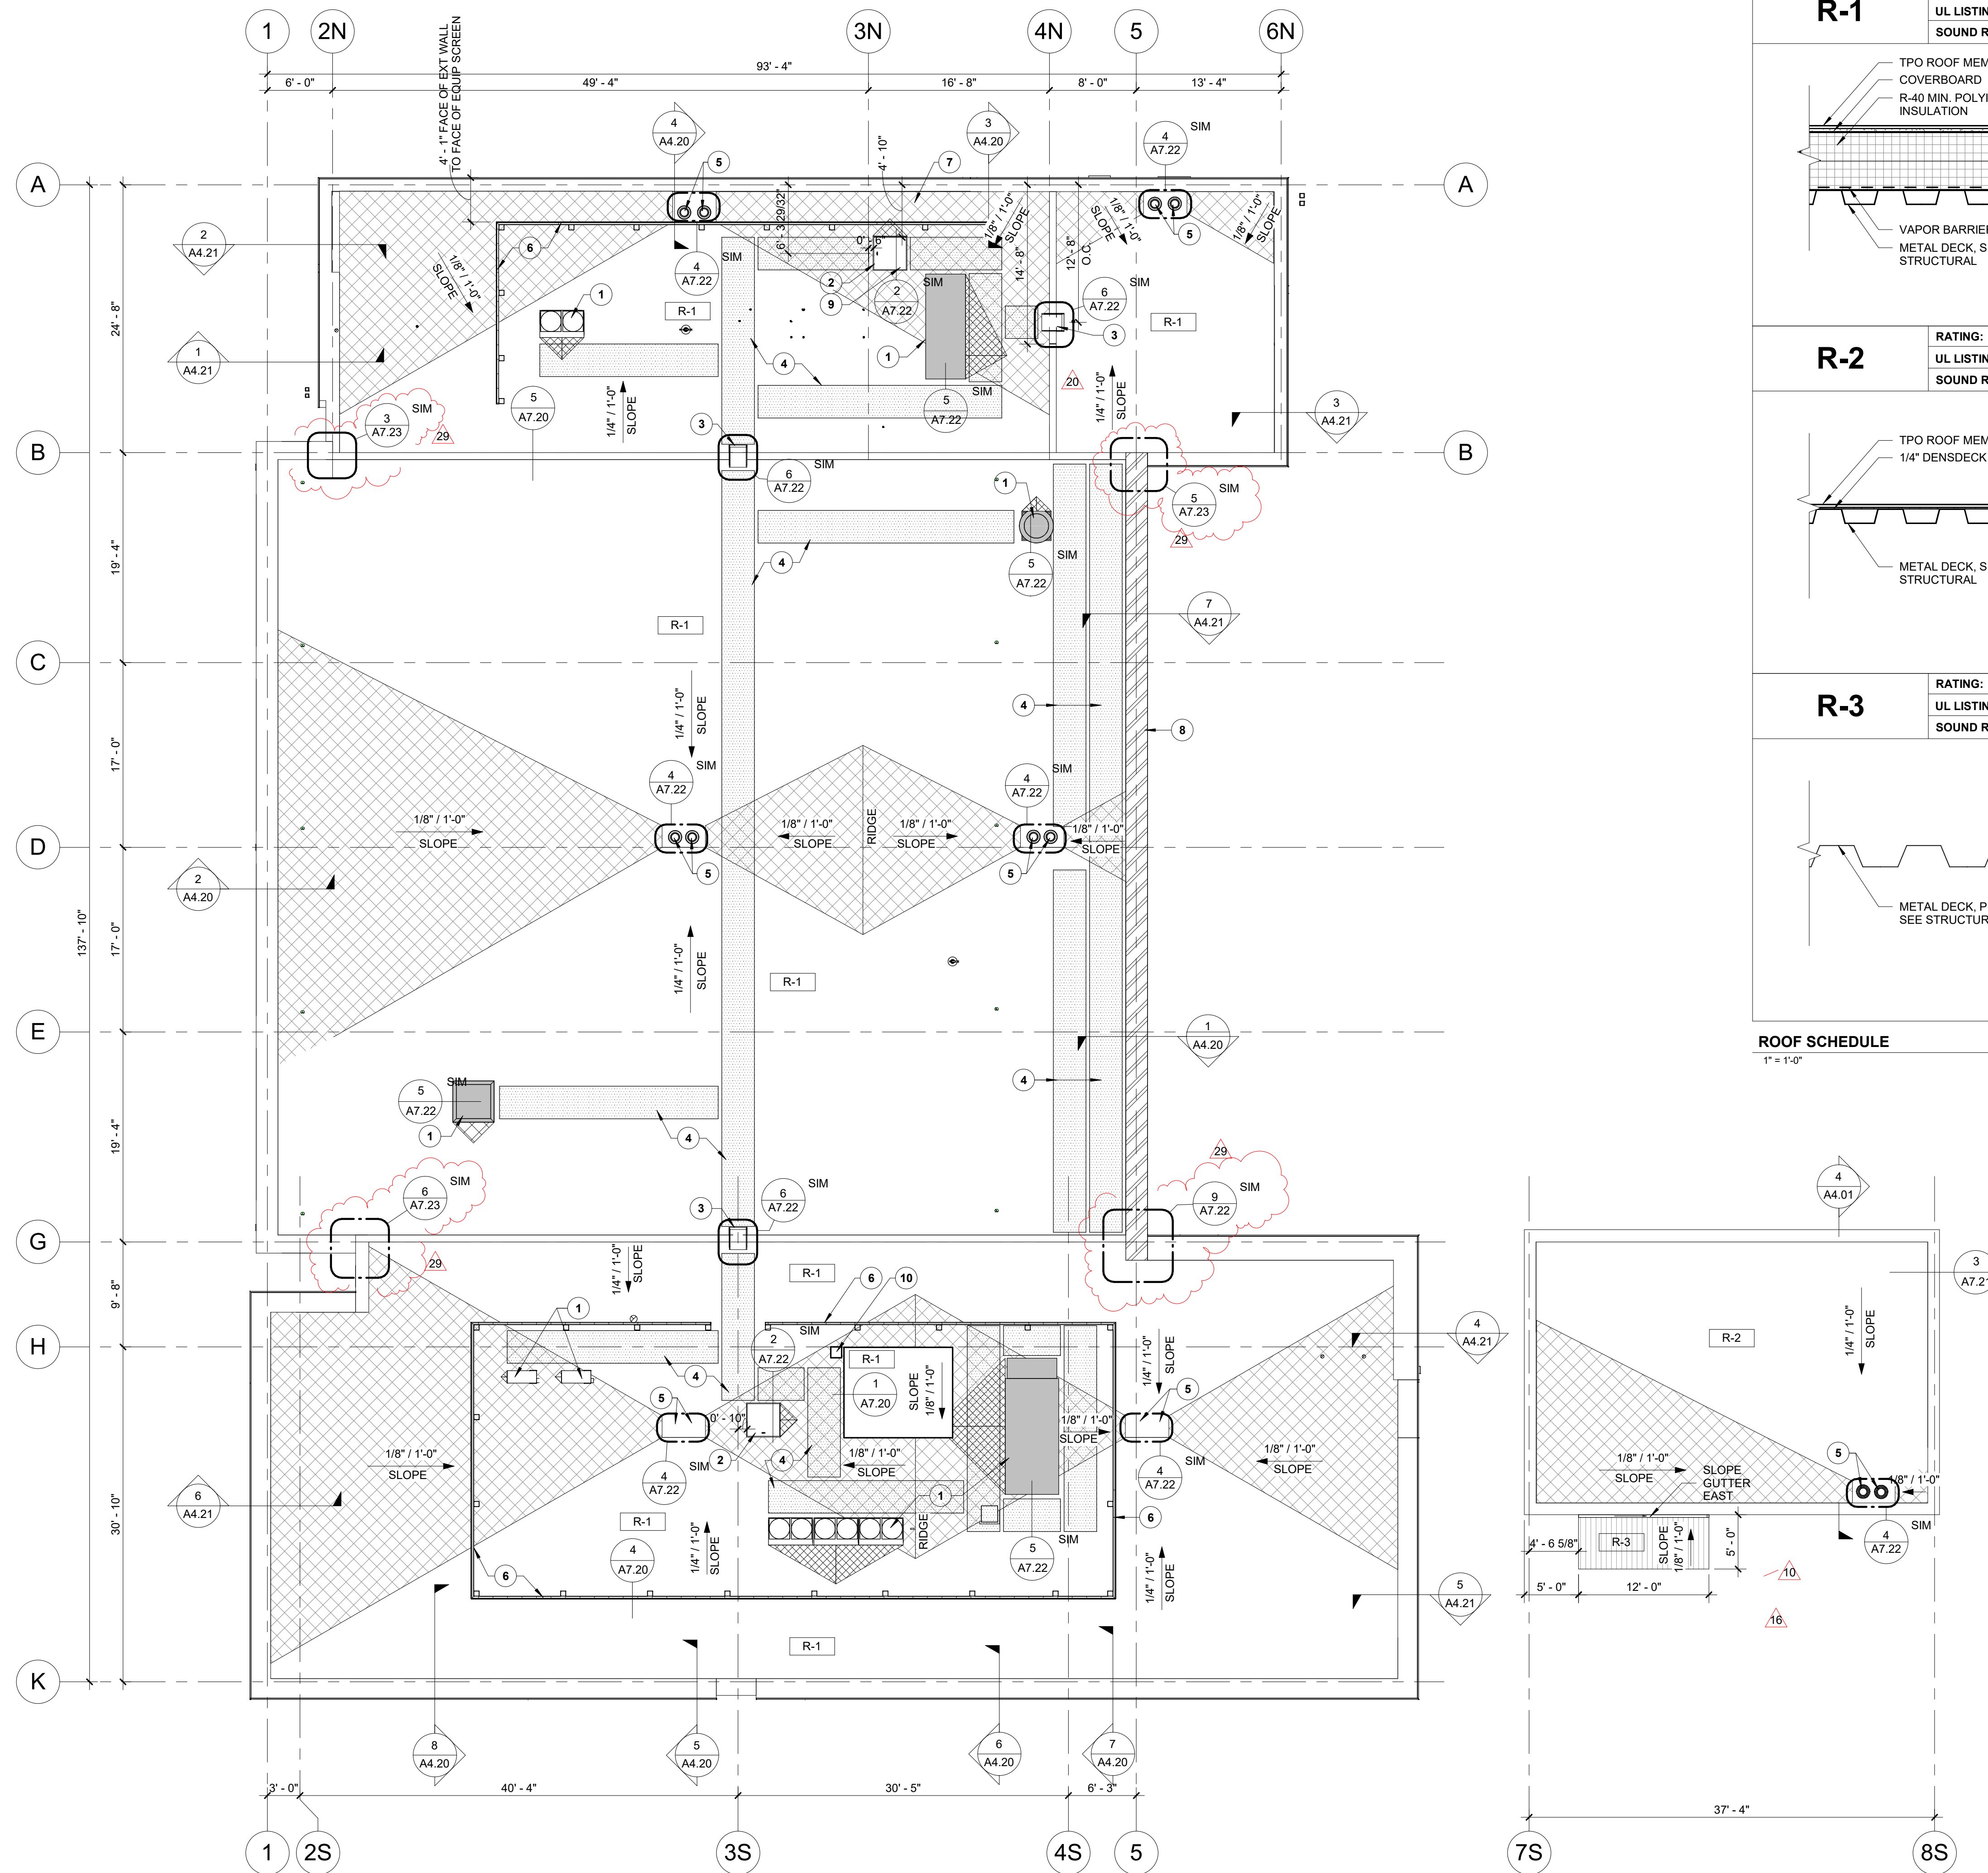 1
2N
3N
4N
5
6N
93' - 4"
6' - 0"
49' - 4"
16' - 8"
8' - 0"
13' - 4"
4' - 1" FACE OF EXT WALL
TO FACE OF EQUIP SCREEN
4
A4.20
5
4' - 10"
7
3
A4.20
4
A7.22
SIM
A
A
2
A4.21
6
1/8" / 1'-0"
SLOPE
6' - 3 29/32"
0' - 6"
1/8" / 1'-0"
SLOPE
1/8" / 1'-0"
SLOPE
1/8" / 1'-0"
SLOPE
5
4
A7.22
SIM
2
9
2
A7.22
SIM
14' - 8"
12' - 8"
O.C.
6
A7.22
SIM
24' - 8"
1
R-1
R-1
3
1
A4.21
1
4
20
5
A7.20
1/4" / 1'-0"
SLOPE
5
A7.22
SIM
1/4" / 1'-0"
SLOPE
3
A4.21
3
A7.23
SIM
29
3
B
B
6
A7.22
SIM
1
5
A7.23
SIM
29
19' - 4"
4
5
A7.22
SIM
R-1
7
A4.21
C
1/4" / 1'-0"
SLOPE
4
8
17' - 0"
4
A7.22
SIM
4
A7.22
SIM
1/8" / 1'-0"
SLOPE
1/8" / 1'-0"
SLOPE
RIDGE
1/8" / 1'-0"
SLOPE
1/8" / 1'-0"
SLOPE
D
2
A4.20
5
5
137' - 10"
17' - 0"
1/4" / 1'-0"
SLOPE
R-1
E
1
A4.20
5
A7.22
SIM
1
4
4
19' - 4"
29
6
A7.23
SIM
3
6
A7.22
SIM
9
A7.22
SIM
G
29
1/4" / 1'-0"
SLOPE
R-1
6
10
9' - 8"
1
SIM
2
A7.22
R-1
1
A7.20
SLOPE
1/8" / 1'-0"
1/4" / 1'-0"
SLOPE
4
A4.21
H
4
5
5
0' - 10"
1/8" / 1'-0"
SLOPE
1/8" / 1'-0"
SLOPE
1/8" / 1'-0"
SLOPE
1/8" / 1'-0"
SLOPE
4
A7.22
SIM
2
4
4
A7.22
SIM
6
A4.21
30' - 10"
R-1
1
RIDGE
6
4
A7.20
1/4" / 1'-0"
SLOPE
5
A7.22
SIM
1/4" / 1'-0"
SLOPE
6
5
A4.21
R-1
K
8
A4.20
5
A4.20
6
A4.20
7
A4.20
3' - 0"
40' - 4"
30' - 5"
6' - 3"
1
2S
3S
4S
5
R-1
UL LISTIN
SOUND R
TPO ROOF MEM
COVERBOARD
R-40 MIN. POLYI
INSULATION
VAPOR BARRIE
METAL DECK, S
STRUCTURAL
R-2
RATING:
UL LISTIN
SOUND R
TPO ROOF MEM
1/4" DENSDECK
METAL DECK, S
STRUCTURAL
R-3
RATING:
UL LISTIN
SOUND R
METAL DECK, P
SEE STRUCTUR
ROOF SCHEDULE
1" = 1'-0"
4
A4.01
3
A7.21
R-2
1/4" / 1'-0"
SLOPE
5
1/8" / 1'-0"
SLOPE
SLOPE
GUTTER
EAST
1/8" / 1'-0"
4
A7.22
SIM
4' - 6 5/8"
R-3
SLOPE
1/8" / 1'-0"
5' - 0"
5' - 0"
12' - 0"
10
16
37' - 4"
7S
8S